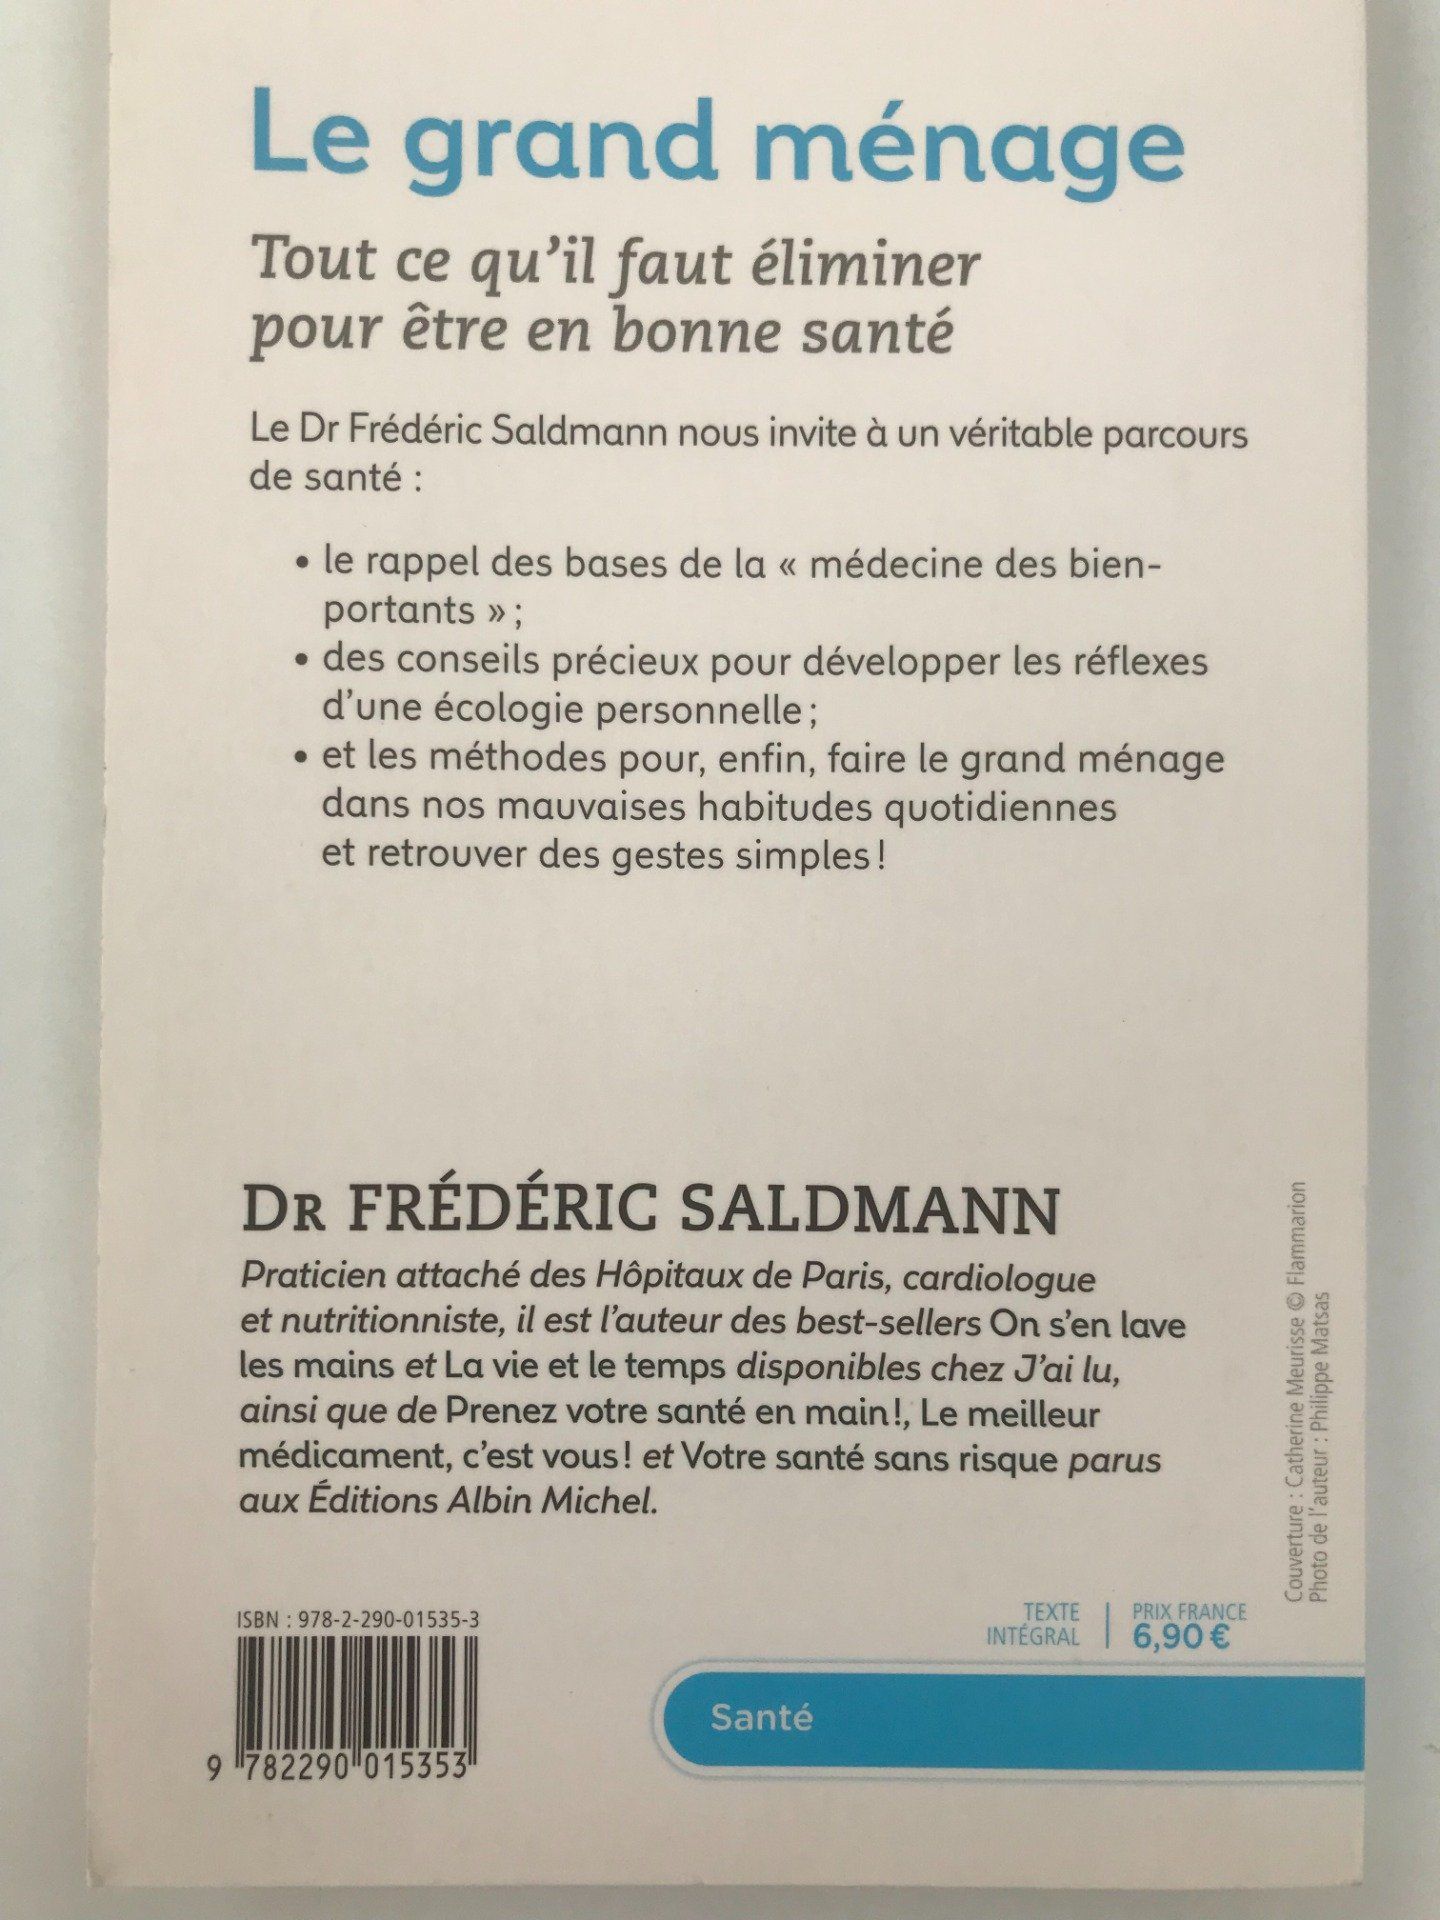 Le grand ménage
Tout ce qu'il faut éliminer
pour être en bonne santé
Le Dr Frédéric Saldmann nous invite à un véritable parcours
de santé :
• le rappel des bases de la « médecine des bien-
portants » ;
• des conseils précieux pour développer les réflexes
d'une écologie personnelle ;
• et les méthodes pour, enfin, faire le grand ménage
dans nos mauvaises habitudes quotidiennes
et retrouver des gestes simples !
DR FRÉDÉRIC SALDMANN
Praticien attaché des Hôpitaux de Paris, cardiologue
et nutritionniste, il est l'auteur des best-sellers On s'en lave
les mains et La vie et le temps disponibles chez J'ai lu,
ainsi que de Prenez votre santé en main !, Le meilleur
médicament, c'est vous ! et Votre santé sans risque parus
aux Éditions Albin Michel.
Couverture : Catherine Meurisse © Flammarion
Photo de l'auteur : Philippe Matsas
ISBN : 978-2-290-01535-3
9 782290 015353
TEXTE
INTÉGRAL
PRIX FRANCE
6,90 €
Santé